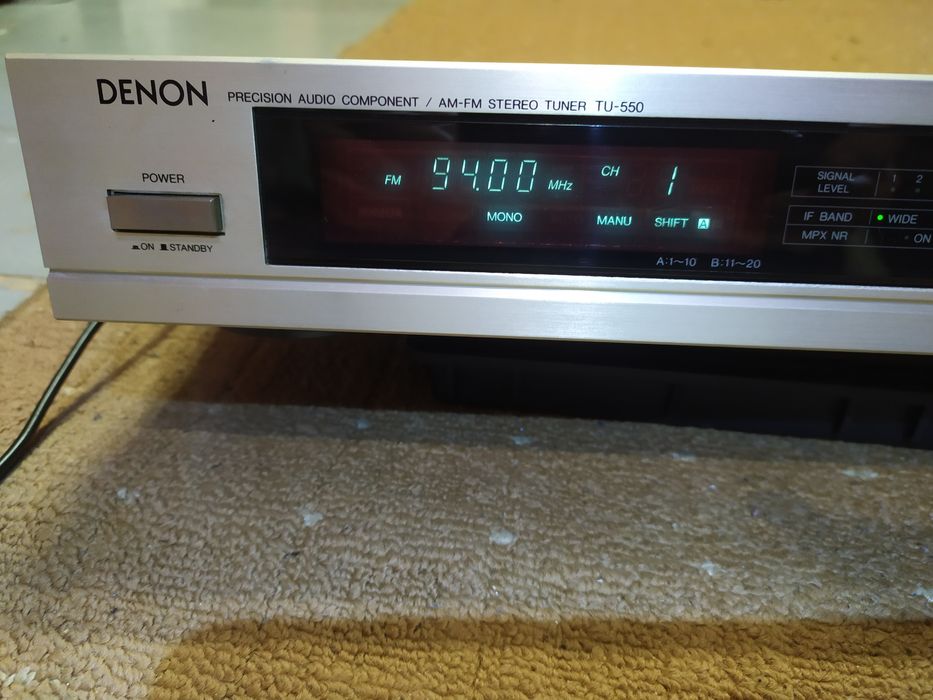 DENON PRECISION AUDIO COMPONENT / AM-FM STEREO TUNER TU-550
POWER
ON STANDBY
FM 94.00 MHz CH 1
MONO MANU SHIFT A
A:1~10 B:11~20
SIGNAL LEVEL 1 2
IF BAND WIDE
MPX NR ON